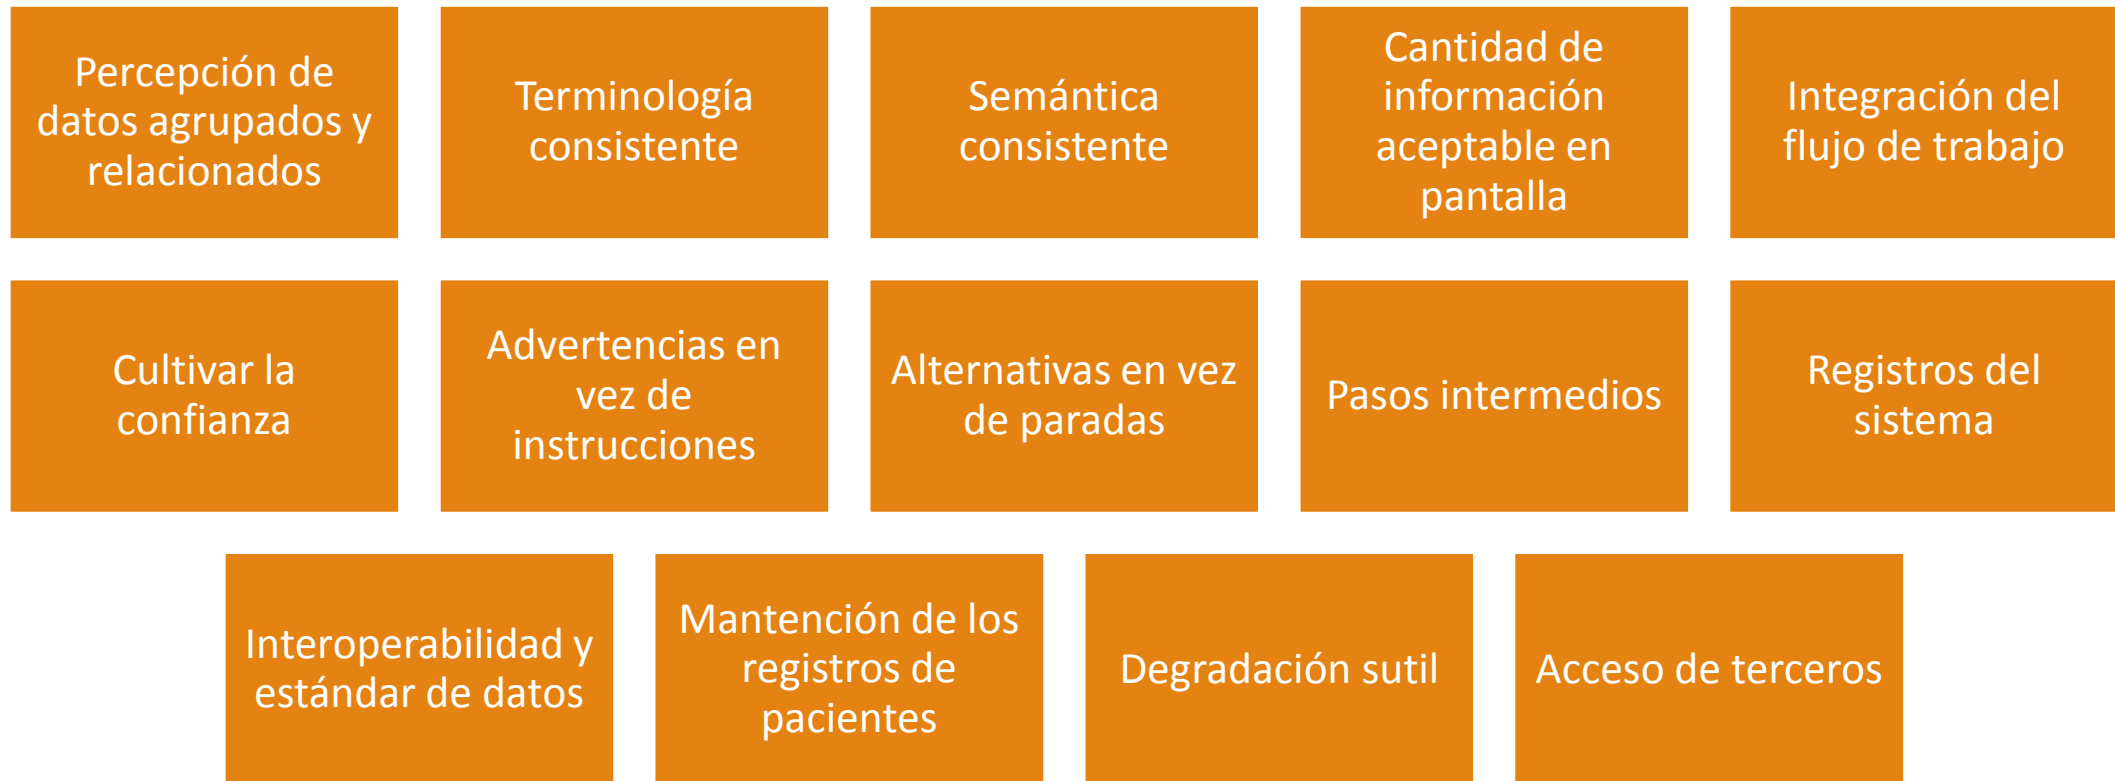 Percepción de
datos agrupados y
relacionados
Terminología
consistente
Semántica
consistente
Cantidad de
información
aceptable en
pantalla
Integración del
flujo de trabajo
Cultivar la
confianza
Advertencias en
vez de
instrucciones
Alternativas en vez
de paradas
Pasos intermedios
Registros del
sistema
Interoperabilidad y
estándar de datos
Mantención de los
registros de
pacientes
Degradación sutil
Acceso de terceros